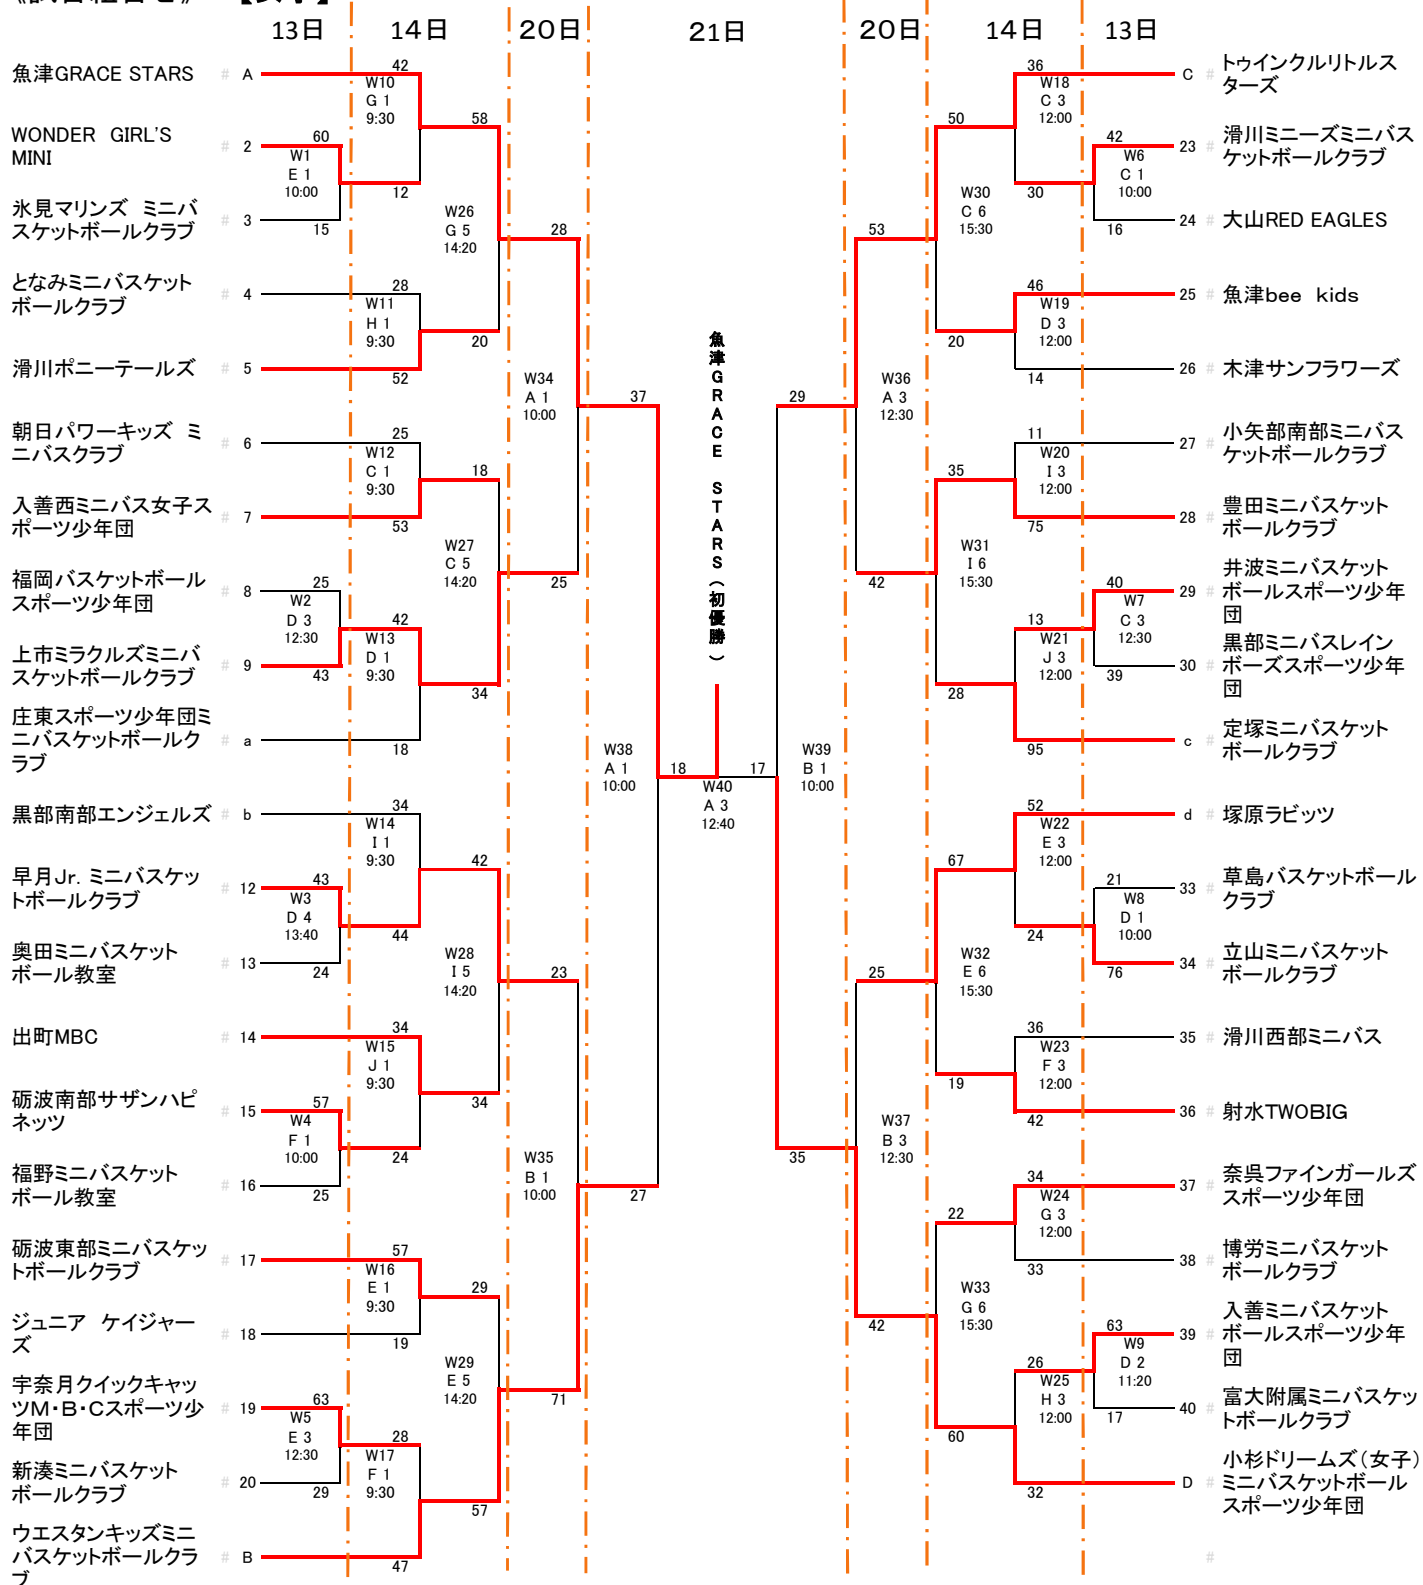 13日 14日 20日 21日 20日 14日 13日
魚津GRACE STARS # A
42
W10
G 1
9:30
58
WONDER GIRL'S
MINI
# 2
60
W1
E 1
10:00
12
氷見マリンズ ミニバ
スケットボールクラブ
# 3
15
W26
G 5
14:20
28
となみミニバスケット
ボールクラブ
# 4
28
W11
H 1
9:30
20
滑川ポニーテールズ # 5
52
W34
A 1
10:00
37
朝日パワーキッズ ミ
ニバスクラブ
# 6
25
W12
C 1
9:30
18
入善西ミニバス女子ス
ポーツ少年団
# 7
53
W27
C 5
14:20
25
福岡バスケットボール
スポーツ少年団
# 8
25
W2
D 3
12:30
42
W13
D 1
9:30
上市ミラクルズミニバ
スケットボールクラブ
# 9
43
34
庄東スポーツ少年団ミ
ニバスケットボールク
ラブ
# a
18
W38
A 1
10:00
黒部南部エンジェルズ # b
34
W14
I 1
9:30
42
早月Jr. ミニバスケッ
トボールクラブ
# 12
43
W3
D 4
13:40
44
奥田ミニバスケット
ボール教室
# 13
24
W28
I 5
14:20
23
出町MBC # 14
34
W15
J 1
9:30
34
砺波南部サザンハピ
ネッツ
# 15
57
W4
F 1
10:00
24
福野ミニバスケット
ボール教室
# 16
25
W35
B 1
10:00
27
砺波東部ミニバスケッ
トボールクラブ
# 17
57
W16
E 1
9:30
29
ジュニア ケイジャー
ズ
# 18
19
W29
E 5
14:20
71
宇奈月クイックキャッ
ツM・B・Cスポーツ少
年団
# 19
63
W5
E 3
12:30
28
W17
F 1
9:30
新湊ミニバスケット
ボールクラブ
# 20
29
57
ウエスタンキッズミニ
バスケットボールクラ
ブ
# B
47
魚津GRACE STARS（初優勝）
18 17
W40
A 3
12:40
36
W18
C 3
12:00
C # トゥインクルリトルス
ターズ
50
42
W6
C 1
10:00
23 # 滑川ミニーズミニバス
ケットボールクラブ
30
16
24 # 大山RED EAGLES
W30
C 6
15:30
53
46
W19
D 3
12:00
25 # 魚津bee kids
20
14
26 # 木津サンフラワーズ
W36
A 3
12:30
29
11
W20
I 3
12:00
27 # 小矢部南部ミニバス
ケットボールクラブ
35
75
28 # 豊田ミニバスケット
ボールクラブ
W31
I 6
15:30
42
40
W7
C 3
12:30
29 # 井波ミニバスケット
ボールスポーツ少年
団
13
W21
J 3
12:00
39
30 # 黒部ミニバスレイン
ボーズスポーツ少年
団
28
95
c # 定塚ミニバスケット
ボールクラブ
W39
B 1
10:00
52
W22
E 3
12:00
d # 塚原ラビッツ
67
21
W8
D 1
10:00
33 # 草島バスケットボール
クラブ
24
76
34 # 立山ミニバスケット
ボールクラブ
W32
E 6
15:30
25
36
W23
F 3
12:00
35 # 滑川西部ミニバス
19
42
36 # 射水TWOBIG
W37
B 3
12:30
35
34
W24
G 3
12:00
37 # 奈呉ファインガールズ
スポーツ少年団
22
33
38 # 博労ミニバスケット
ボールクラブ
W33
G 6
15:30
42
63
W9
D 2
11:20
39 # 入善ミニバスケット
ボールスポーツ少年
団
26
W25
H 3
12:00
17
40 # 富大附属ミニバスケッ
トボールクラブ
60
32
D # 小杉ドリームズ（女子）
ミニバスケットボール
スポーツ少年団
#